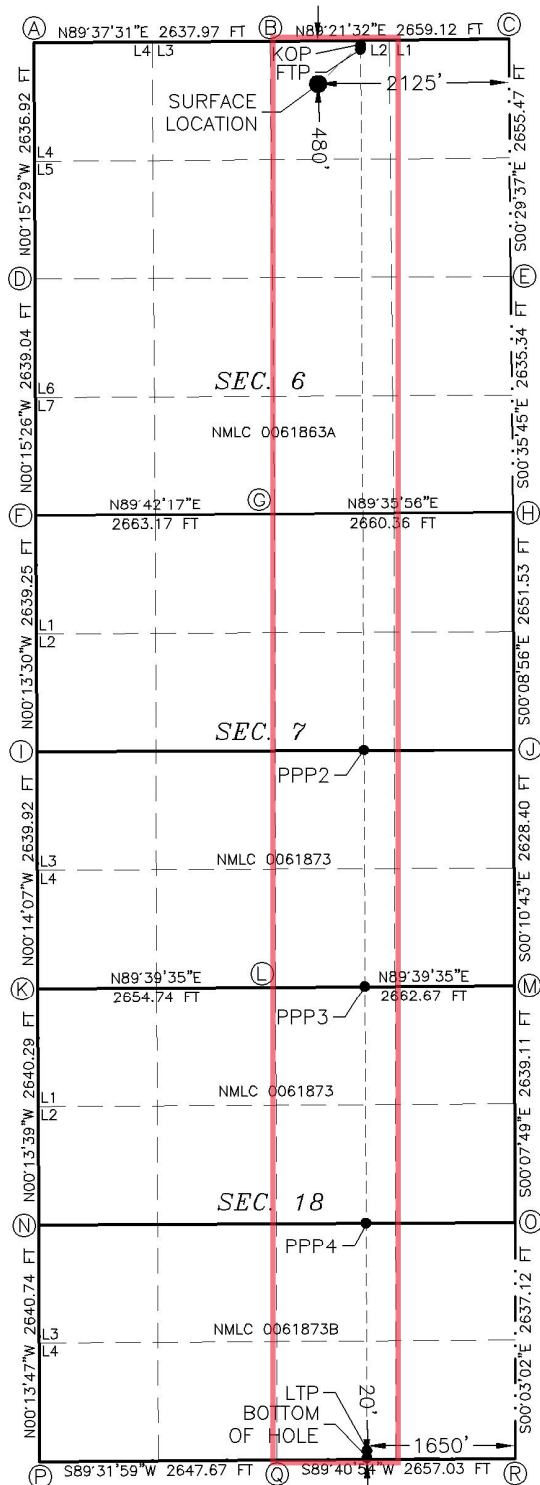 A
B
C
N89°37'31"E 2637.97 FT
N89°21'32"E 2659.12 FT
L4 L3
KOP
L2 L1
FTP
SURFACE
LOCATION
2125'
480'
N00°15'29"W 2636.92 FT
S00°29'37"E 2655.47 FT
L4
L5
D
E
N00°15'26"W 2639.04 FT
S00°35'45"E 2635.34 FT
SEC. 6
L6
L7
NMLC 0061863A
N89°42'17"E
2663.17 FT
G
N89°35'56"E
2660.36 FT
F
H
N00°13'30"W 2639.25 FT
S00°08'56"E 2651.53 FT
L1
L2
SEC. 7
I
J
PPP2
N00°14'07"W 2639.92 FT
S00°10'43"E 2628.40 FT
NMLC 0061873
L3
L4
N89°39'35"E
2654.74 FT
L
N89°39'35"E
2662.67 FT
K
M
PPP3
N00°13'39"W 2640.29 FT
S00°07'49"E 2639.11 FT
NMLC 0061873
L1
L2
SEC. 18
N
O
PPP4
N00°13'47"W 2640.74 FT
S00°03'02"E 2637.12 FT
NMLC 0061873B
L3
L4
LTP
BOTTOM
OF HOLE
20'
1650'
P
S89°31'59"W 2647.67 FT
Q
S89°40'54"W 2657.03 FT
R